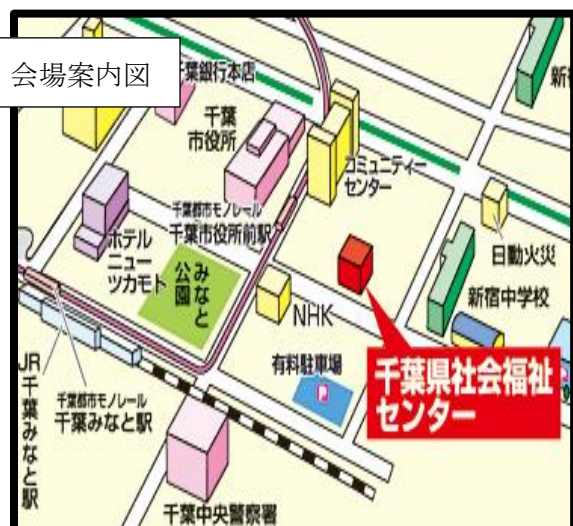 会場案内図
千葉銀行本店
千葉
市役所
コミュニティー
センター
千葉都市モノレール
千葉市役所前駅
ホテル
ニュー
ツカモト
みなと
公園
NHK
日動火災
新宿中学校
有料駐車場
P
千葉県社会福祉
センター
JR
千葉みなと駅
千葉都市モノレール
千葉みなと駅
千葉中央警察署